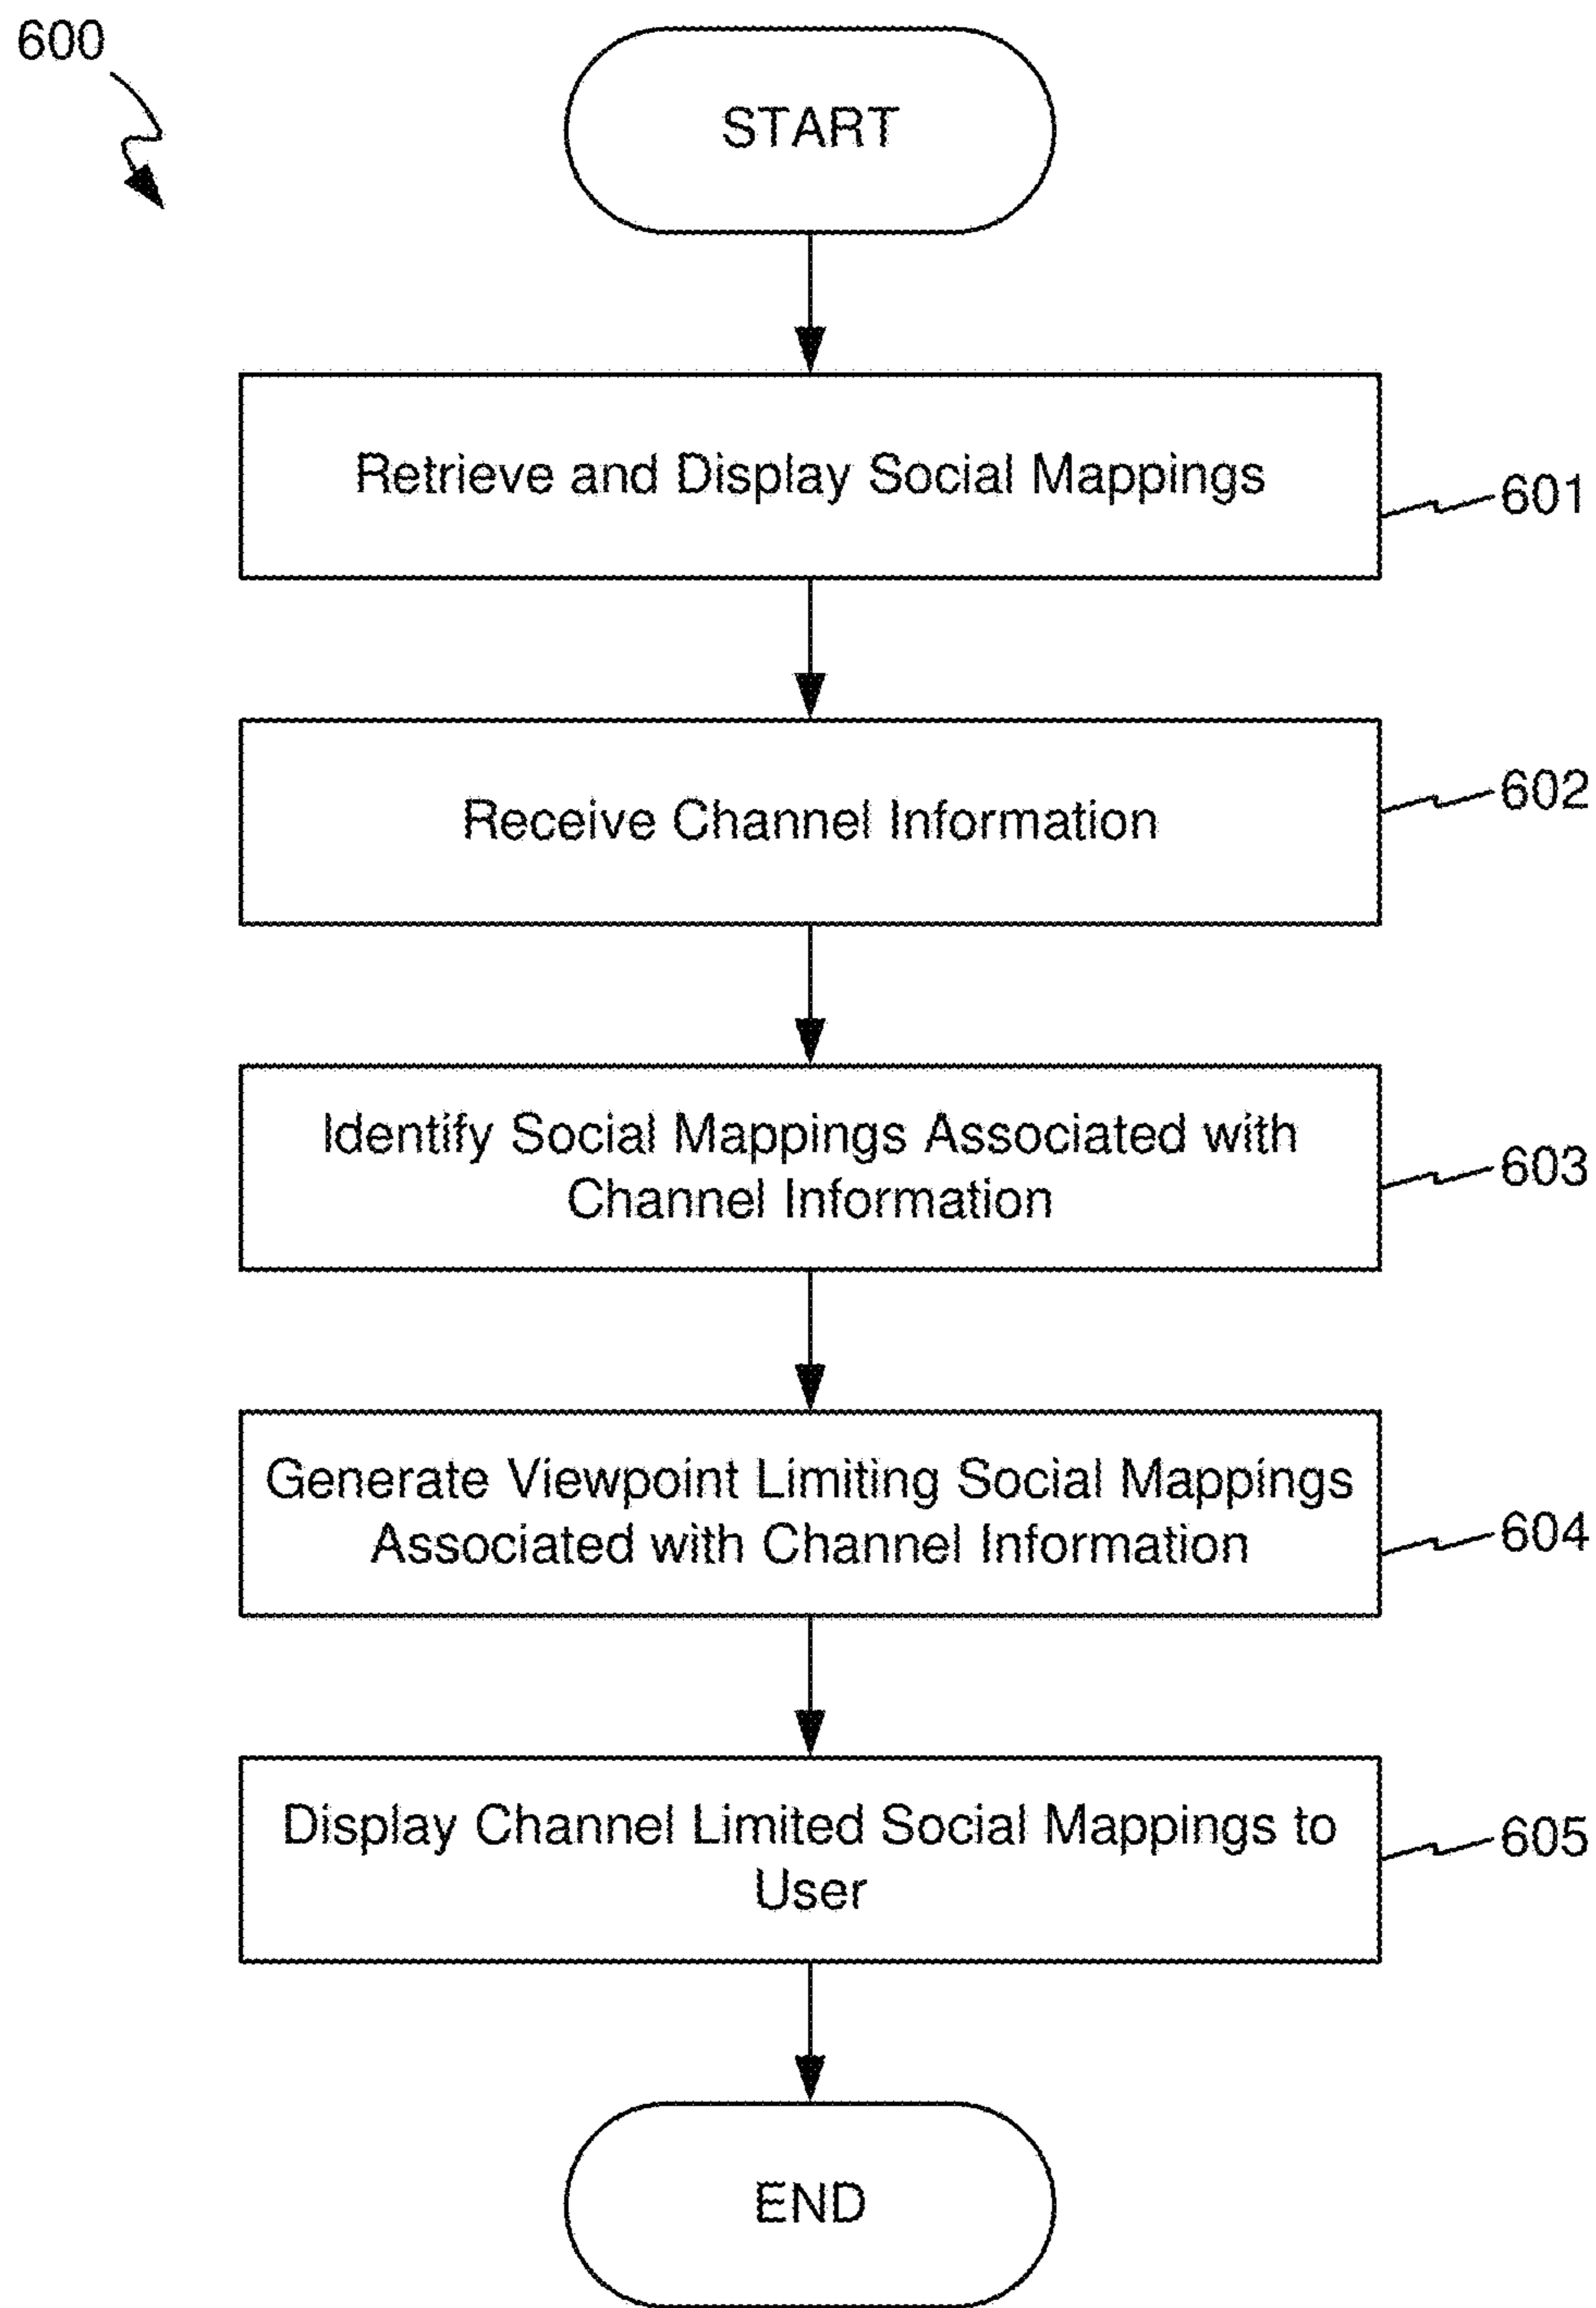 600
START
Retrieve and Display Social Mappings
601
Receive Channel Information
602
Identify Social Mappings Associated with
Channel Information
603
Generate Viewpoint Limiting Social Mappings
Associated with Channel Information
604
Display Channel Limited Social Mappings to
User
605
END